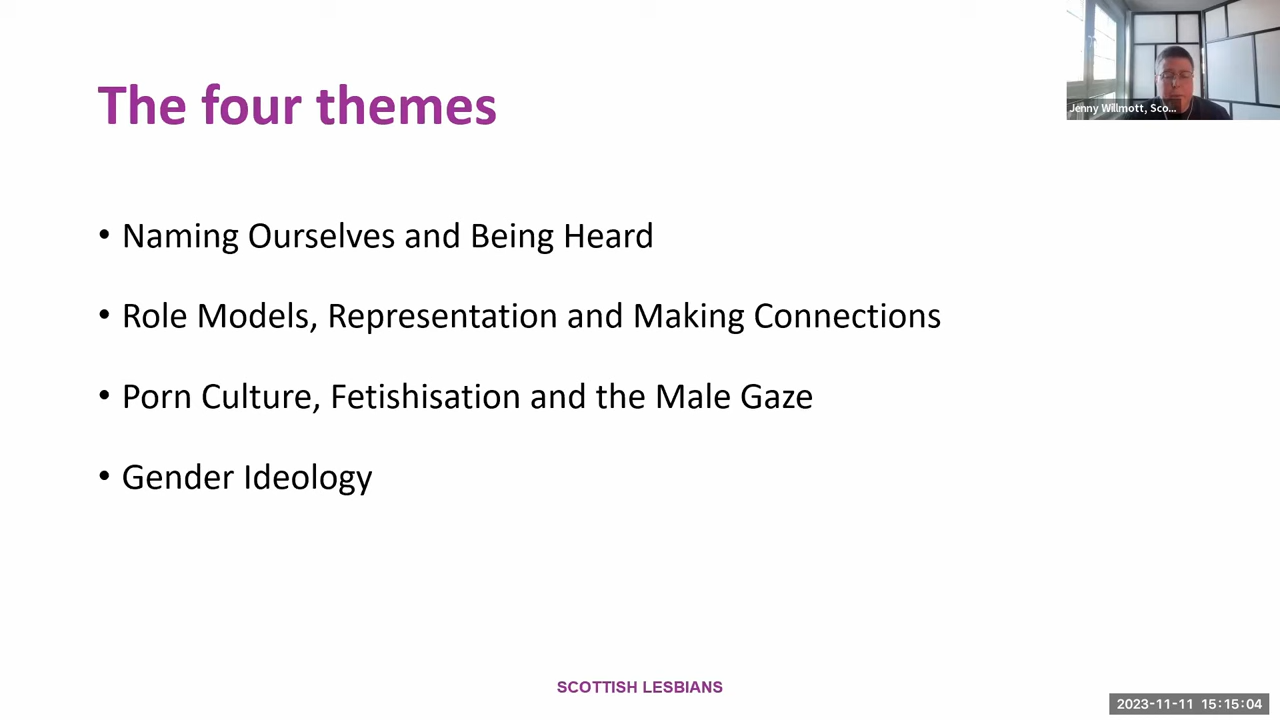 The four themes
Jenny Willmott, Sco...
• Naming Ourselves and Being Heard
• Role Models, Representation and Making Connections
• Porn Culture, Fetishisation and the Male Gaze
• Gender Ideology
SCOTTISH LESBIANS
2023-11-11 15:15:04